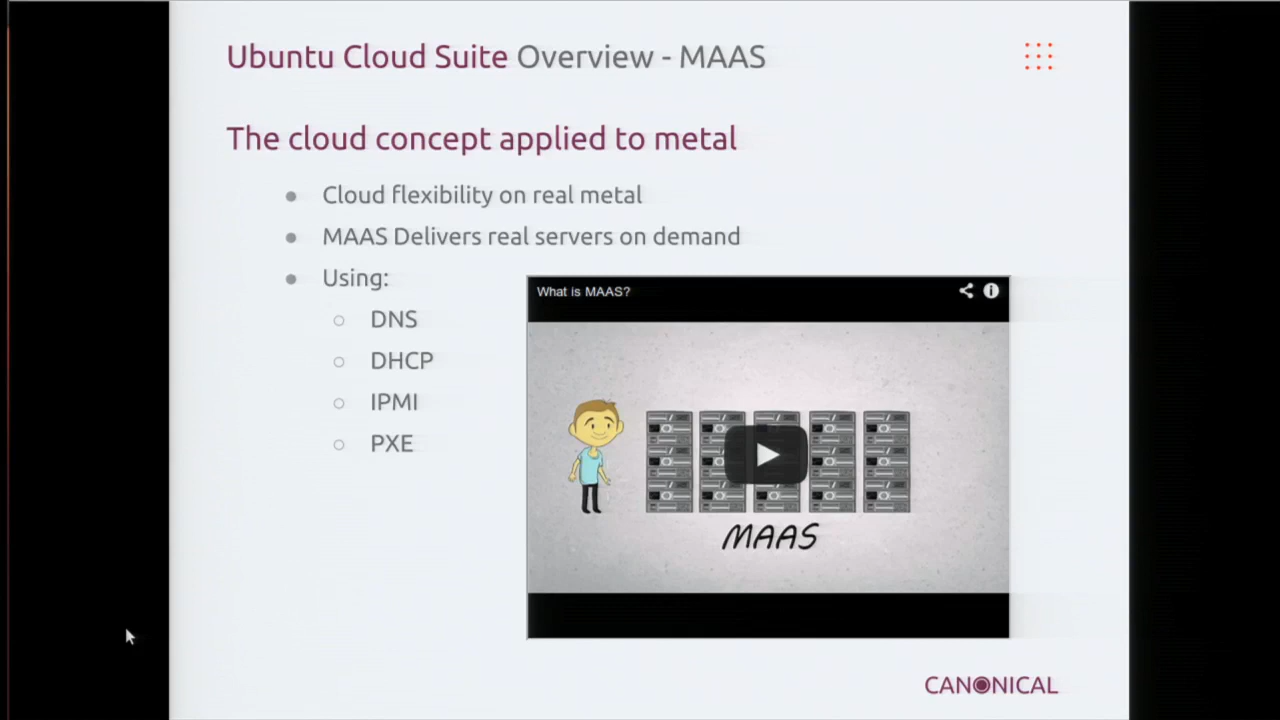 Ubuntu Cloud Suite Overview - MAAS
The cloud concept applied to metal
Cloud flexibility on real metal
MAAS Delivers real servers on demand
Using:
DNS
DHCP
IPMI
PXE
What is MAAS?
MAAS
CANONICAL